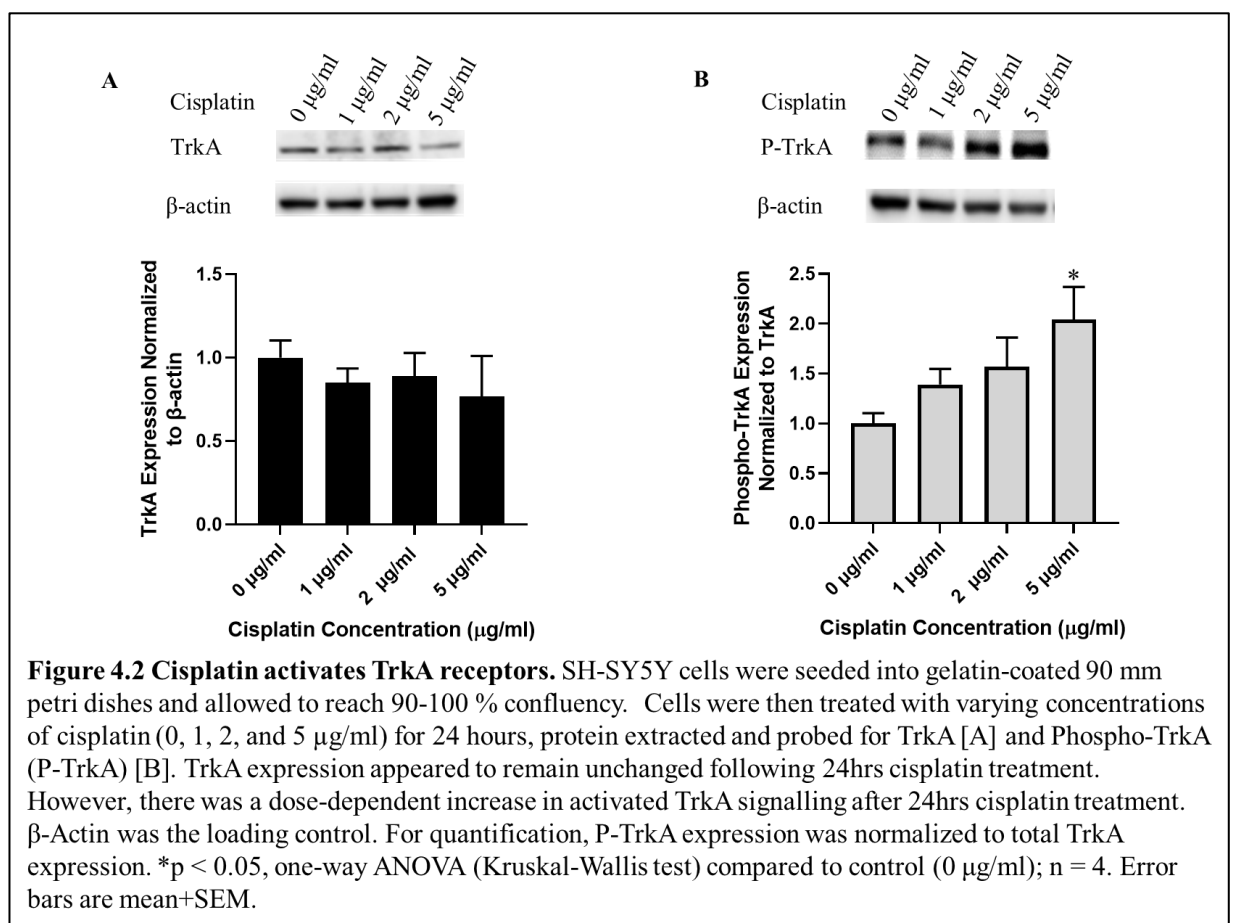 A
Cisplatin
0 µg/ml
1 µg/ml
2 µg/ml
5 µg/ml
TrkA
β-actin
TrkA Expression Normalized
to β-actin
1.5
1.0
0.5
0.0
0 µg/ml
1 µg/ml
2 µg/ml
5 µg/ml
Cisplatin Concentration (µg/ml)
B
Cisplatin
0 µg/ml
1 µg/ml
2 µg/ml
5 µg/ml
P-TrkA
β-actin
Phospho-TrkA Expression
Normalized to TrkA
2.5
2.0
1.5
1.0
0.5
0.0
*
0 µg/ml
1 µg/ml
2 µg/ml
5 µg/ml
Cisplatin Concentration (µg/ml)
Figure 4.2 Cisplatin activates TrkA receptors. SH-SY5Y cells were seeded into gelatin-coated 90 mm
petri dishes and allowed to reach 90-100 % confluency. Cells were then treated with varying concentrations
of cisplatin (0, 1, 2, and 5 µg/ml) for 24 hours, protein extracted and probed for TrkA [A] and Phospho-TrkA
(P-TrkA) [B]. TrkA expression appeared to remain unchanged following 24hrs cisplatin treatment.
However, there was a dose-dependent increase in activated TrkA signalling after 24hrs cisplatin treatment.
β-Actin was the loading control. For quantification, P-TrkA expression was normalized to total TrkA
expression. *p < 0.05, one-way ANOVA (Kruskal-Wallis test) compared to control (0 µg/ml); n = 4. Error
bars are mean+SEM.